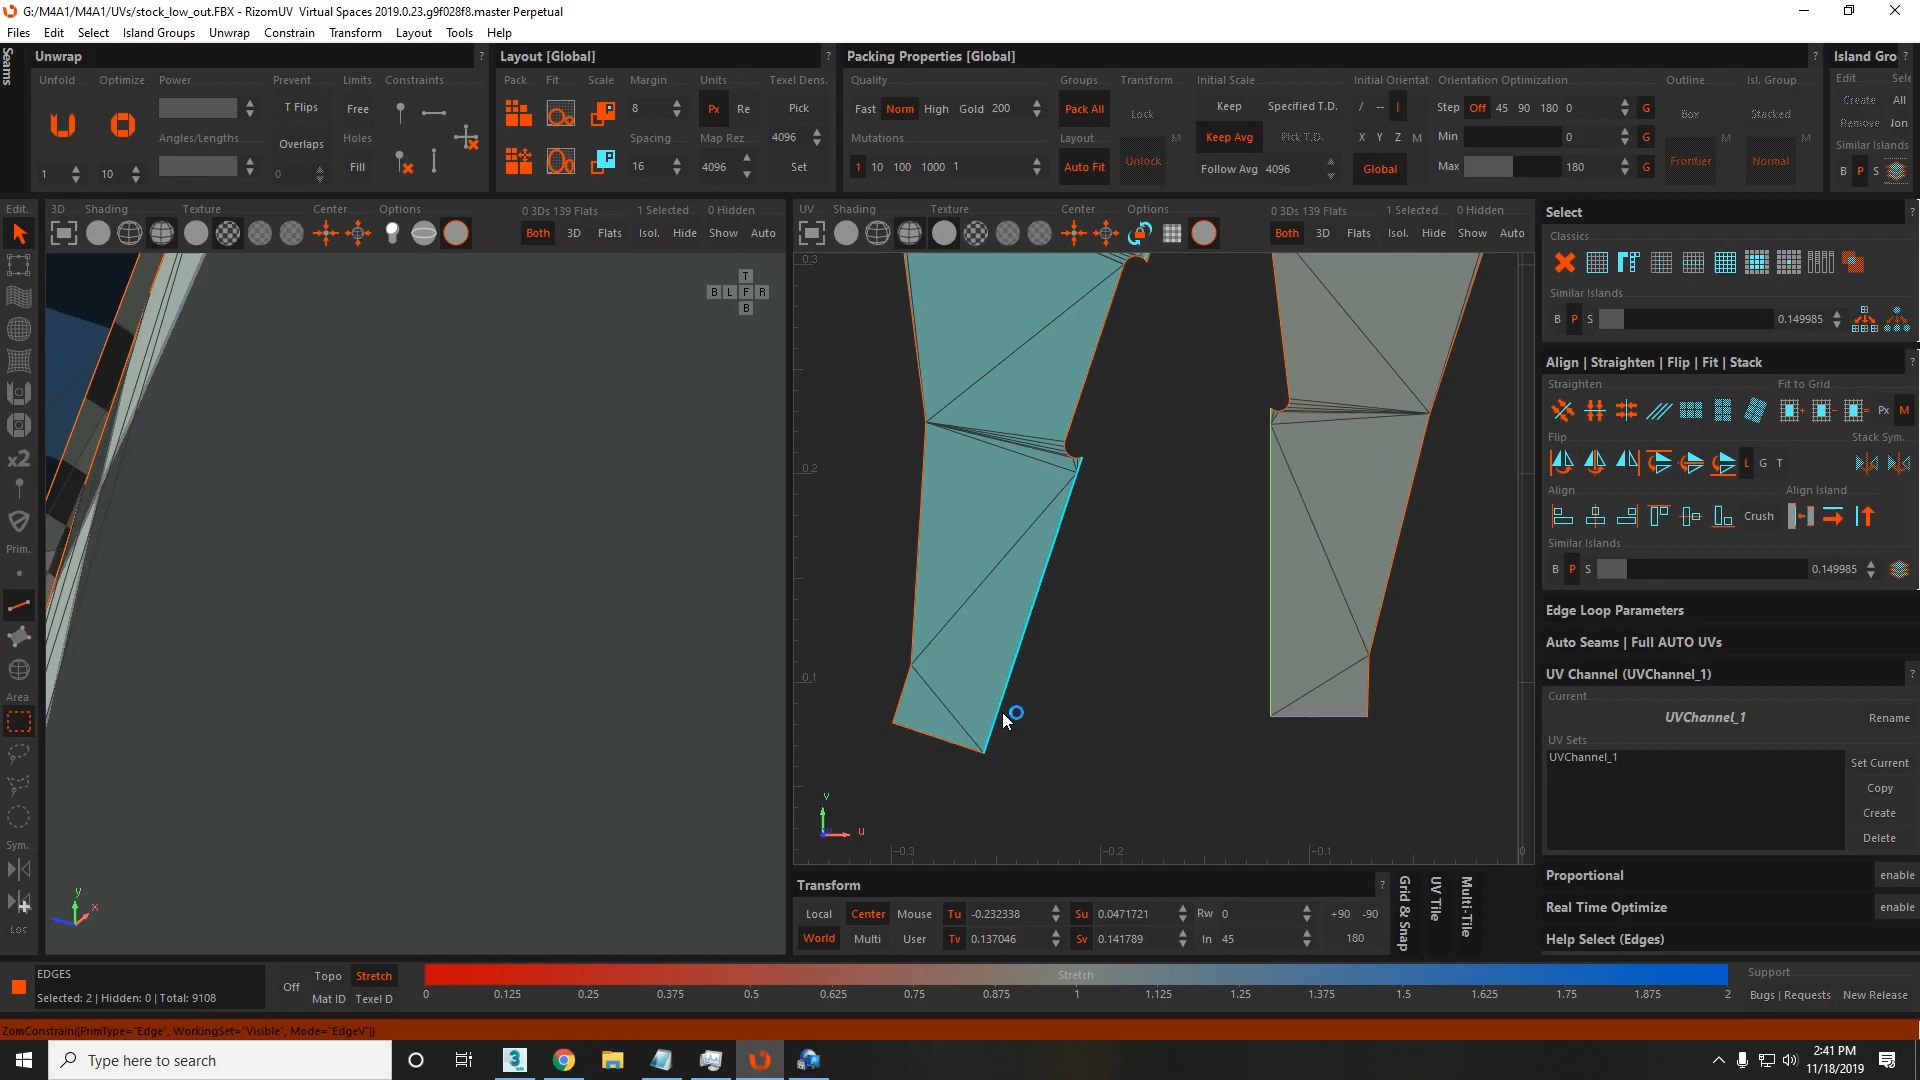 G:/M4A1/M4A1/UVs/stock_low_out.FBX - RizomUV Virtual Spaces 2019.0.23.g9f028f8.master Perpetual
Files Edit Select Island Groups Unwrap Constrain Transform Layout Tools Help
Seams
Unwrap ?
Unfold Optimize Power Prevent Limits Constraints
T Flips Free
Angles/Lengths Overlaps Holes:
Fill
1 10 0
Layout [Global] ?
Pack Fit Scale Margin Units Texel Dens.
8 Px Re Pick
Spacing Map Rez 4096
16 4096 Set
Packing Properties [Global] ?
Quality Groups Transform Initial Scale Initial Orientat Orientation Optimization Outline Isl. Group
Fast Norm High Gold 200 Pack All Lock Keep Specified T.D. / -- | Step Off 45 90 180 0 G Box Stacked
Mutations Layout M Keep Avg Pick T.D. X Y Z M Min 0 G M M
1 10 100 1000 1 Auto Fit Unlock Follow Avg 4096 Global Max 180 G Frontier Normal
Island Gro ?
Edit Sele
Create All
Remove Non
Similar Islands
B P S
Edit. 3D Shading Texture Center Options 0 3Ds 139 Flats 1 Selected 0 Hidden
Both 3D Flats Isol. Hide Show Auto
UV Shading Texture Center Options 0 3Ds 139 Flats 1 Selected 0 Hidden
Both 3D Flats Isol. Hide Show Auto
T
B L F R
B
x2
Prim.
Area
Sym.
Loc
y
x
0.3
0.2
0.1
v
u
-0.3 -0.2 -0.1 0
Select ?
Classics
Similar Islands
B P S 0.149985
Align | Straighten | Flip | Fit | Stack ?
Straighten Fit to Grid
Px M
Flip Stack Sym.
L G T
Align Align Island
Crush
Similar Islands
B P S 0.149985
Edge Loop Parameters
Auto Seams | Full AUTO UVs
UV Channel (UVChannel_1) ?
Current
UVChannel_1 Rename
UV Sets
UVChannel_1
Set Current
Copy
Create
Delete
Proportional enable
Real Time Optimize enable
Help Select (Edges)
Transform ?
Local Center Mouse Tu -0.232338 Su 0.0471721 Rw 0 +90 -90
World Multi User Tv 0.137046 Sv 0.141789 In 45 180
Grid & Snap
UV Tile
Multi-Tile
EDGES
Selected: 2 | Hidden: 0 | Total: 9108
Off Topo Stretch
Mat ID Texel D
Stretch
0 0.125 0.25 0.375 0.5 0.625 0.75 0.875 1 1.125 1.25 1.375 1.5 1.625 1.75 1.875 2
Support
Bugs | Requests New Release
ZomConstrain({PrimType="Edge", WorkingSet="Visible", Mode="EdgeV"})
Type here to search
3
2:41 PM
11/18/2019